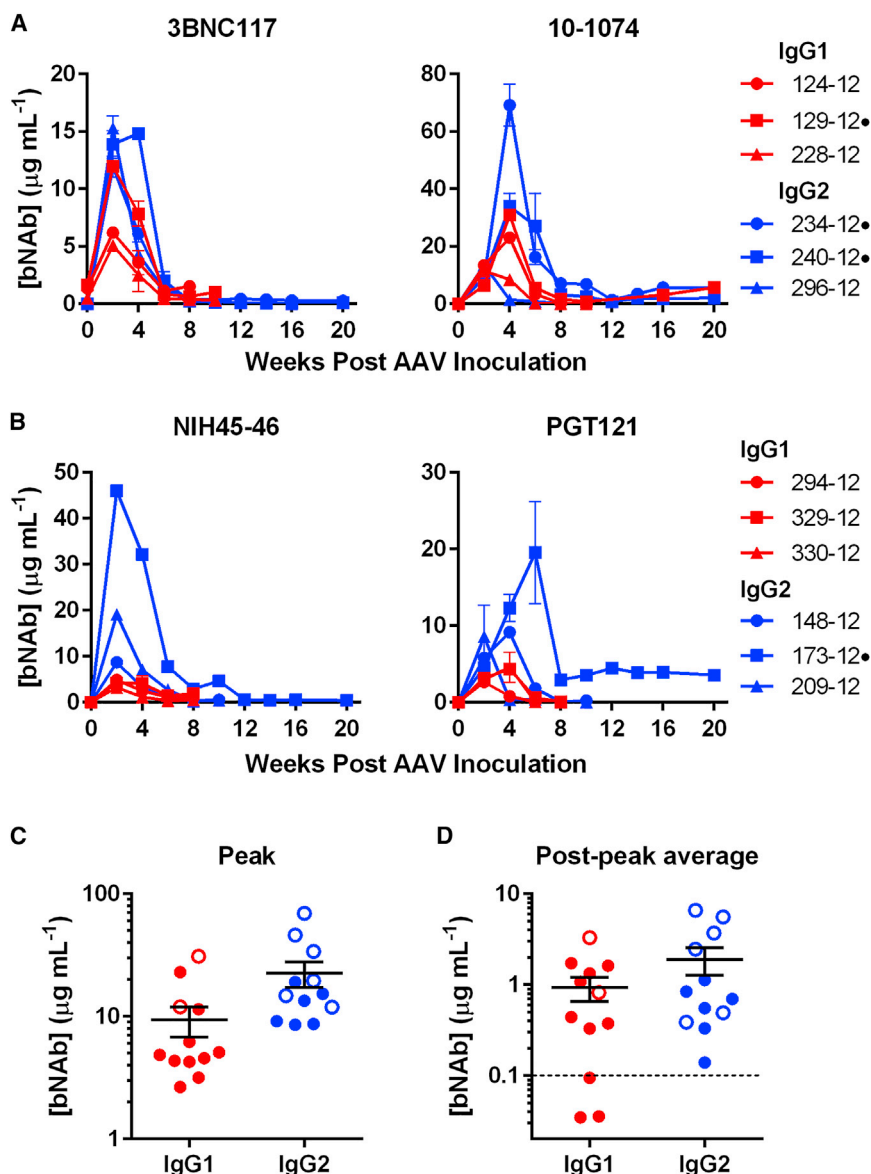 A
3BNC117
10-1074
[bNAb] (µg mL⁻¹)
20
15
10
5
0
0 4 8 12 16 20
80
60
40
20
0
0 4 8 12 16 20
Weeks Post AAV Inoculation
IgG1
124-12
129-12•
228-12
IgG2
234-12•
240-12•
296-12
B
NIH45-46
PGT121
[bNAb] (µg mL⁻¹)
50
40
30
20
10
0
0 4 8 12 16 20
30
20
10
0
0 4 8 12 16 20
Weeks Post AAV Inoculation
IgG1
294-12
329-12
330-12
IgG2
148-12
173-12•
209-12
C
Peak
[bNAb] (µg mL⁻¹)
100
10
1
IgG1 IgG2
D
Post-peak average
[bNAb] (µg mL⁻¹)
10
1
0.1
IgG1 IgG2